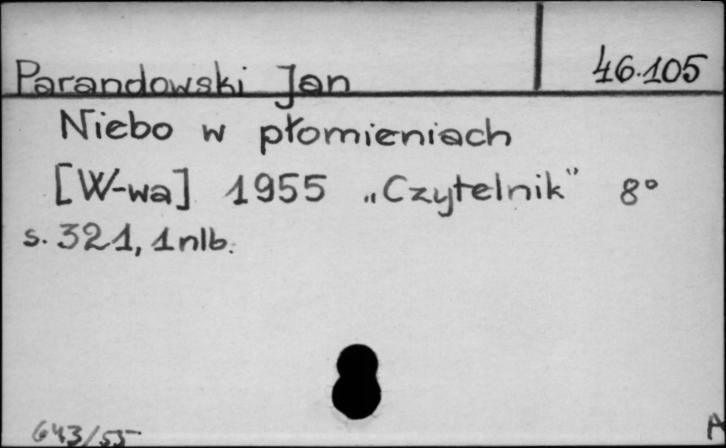 Parandowski Jan 46.105
Niebo w płomieniach
[W-wa] 1955 „Czytelnik” 8°
s. 321, 1 nlb.
643/55 A